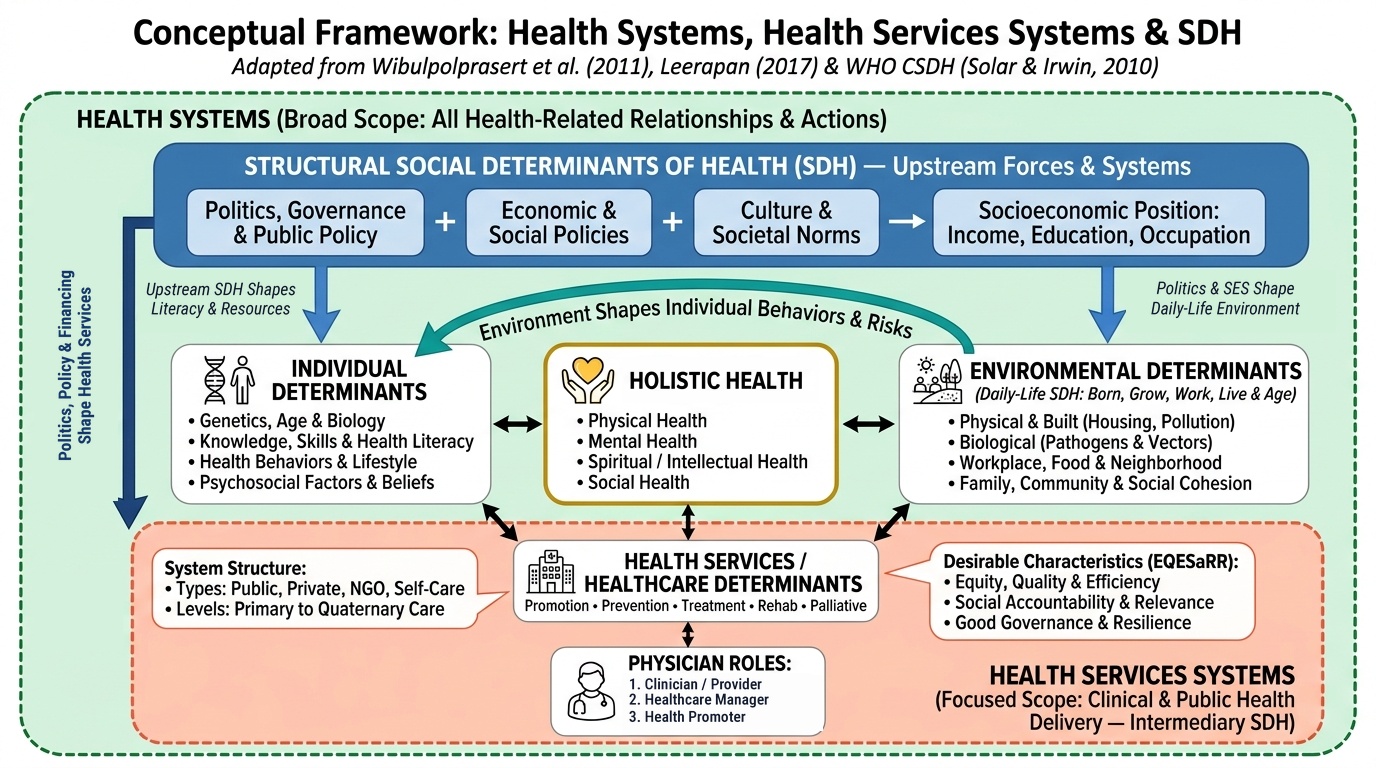 Conceptual Framework: Health Systems, Health Services Systems & SDH
Adapted from Wibulpolprasert et al. (2011), Leerapan (2017) & WHO CSDH (Solar & Irwin, 2010)
HEALTH SYSTEMS (Broad Scope: All Health-Related Relationships & Actions)
STRUCTURAL SOCIAL DETERMINANTS OF HEALTH (SDH) — Upstream Forces & Systems
Politics, Governance
& Public Policy
+
Economic &
Social Policies
+
Culture &
Societal Norms
Socioeconomic Position:
Income, Education, Occupation
Politics, Policy & Financing
Shape Health Services
Upstream SDH Shapes
Literacy & Resources
Environment Shapes Individual Behaviors & Risks
Politics & SES Shape
Daily-Life Environment
INDIVIDUAL
DETERMINANTS
• Genetics, Age & Biology
• Knowledge, Skills & Health Literacy
• Health Behaviors & Lifestyle
• Psychosocial Factors & Beliefs
HOLISTIC HEALTH
• Physical Health
• Mental Health
• Spiritual / Intellectual Health
• Social Health
ENVIRONMENTAL DETERMINANTS
(Daily-Life SDH: Born, Grow, Work, Live & Age)
• Physical & Built (Housing, Pollution)
• Biological (Pathogens & Vectors)
• Workplace, Food & Neighborhood
• Family, Community & Social Cohesion
System Structure:
• Types: Public, Private, NGO, Self-Care
• Levels: Primary to Quaternary Care
HEALTH SERVICES /
HEALTHCARE DETERMINANTS
Promotion • Prevention • Treatment • Rehab • Palliative
Desirable Characteristics (EQESaRR):
• Equity, Quality & Efficiency
• Social Accountability & Relevance
• Good Governance & Resilience
PHYSICIAN ROLES:
1. Clinician / Provider
2. Healthcare Manager
3. Health Promoter
HEALTH SERVICES SYSTEMS
(Focused Scope: Clinical & Public Health
Delivery — Intermediary SDH)